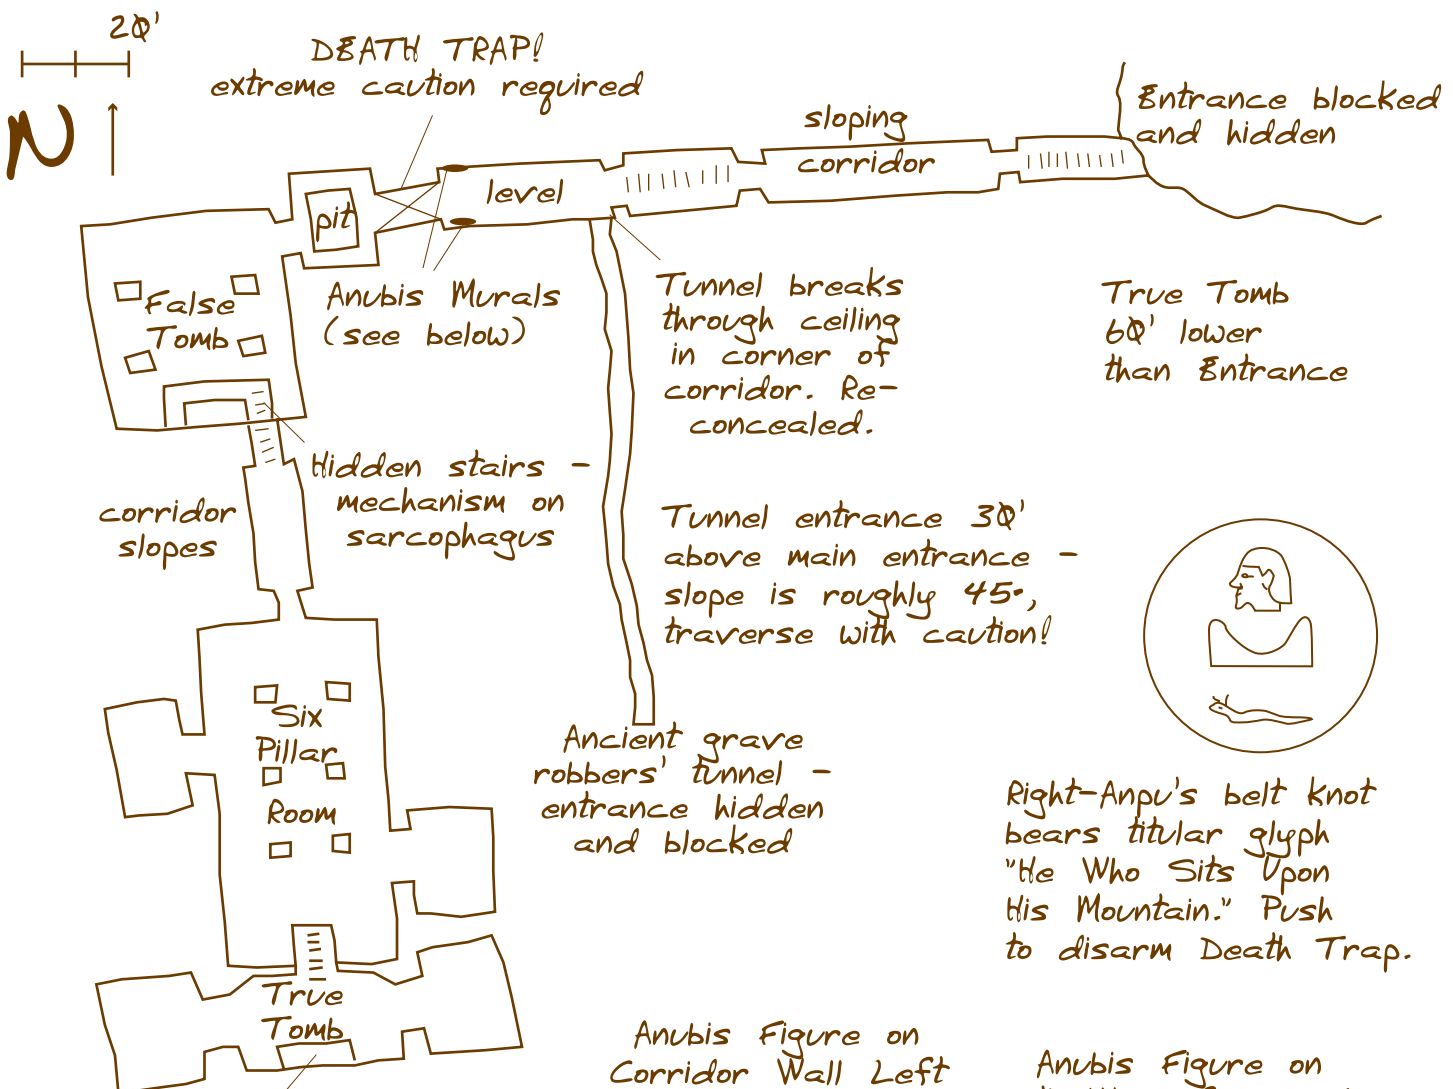 20'
N
DEATH TRAP!
extreme caution required
sloping
corridor
Entrance blocked
and hidden
level
pit
False
Tomb
Anubis Murals
(see below)
Tunnel breaks
through ceiling
in corner of
corridor. Re-
concealed.
True Tomb
60' lower
than Entrance
Hidden stairs -
mechanism on
sarcophagus
corridor
slopes
Tunnel entrance 30'
above main entrance -
slope is roughly 45°,
traverse with caution!
Six
Pillar
Room
Ancient grave
robbers' tunnel -
entrance hidden
and blocked
Right-Anpu's belt knot
bears titular glyph
"He Who Sits Upon
His Mountain." Push
to disarm Death Trap.
True
Tomb
Anubis Figure on
Corridor Wall Left
Anubis Figure on